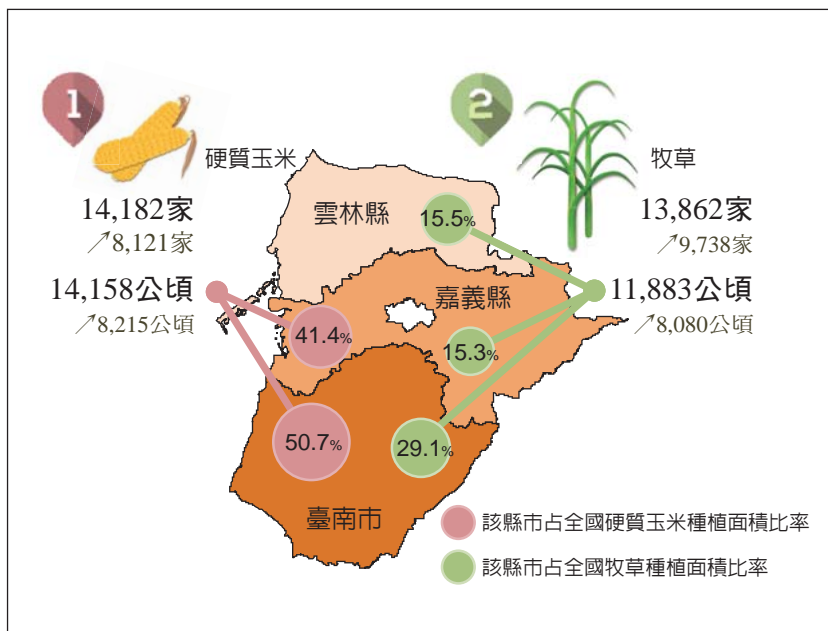 1
硬質玉米
14,182家
↗8,121家
14,158公頃
↗8,215公頃
2
牧草
13,862家
↗9,738家
11,883公頃
↗8,080公頃
雲林縣
15.5%
嘉義縣
41.4%
15.3%
50.7%
29.1%
臺南市
該縣市占全國硬質玉米種植面積比率
該縣市占全國牧草種植面積比率